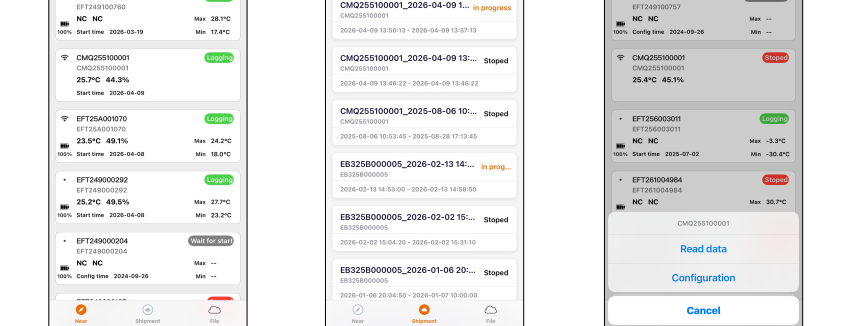 EFT249100760
NC NC
Max 28.1°C
100% Start time 2026-03-19
Min 17.4°C
CMQ255100001
Logging
CMQ255100001
25.7°C 44.3%
Start time 2026-04-09
EFT25A001070
Logging
EFT25A001070
23.5°C 49.1%
Max 24.2°C
100% Start time 2026-04-08
Min 18.0°C
EFT249000292
Logging
EFT249000292
25.2°C 49.5%
Max 27.7°C
100% Start time 2026-04-08
Min 23.2°C
EFT249000204
Wait for start
EFT249000204
NC NC
Max --
100% Config time 2024-09-26
Min --
Near
Shipment
File
CMQ255100001_2026-04-09 1...
in progress
CMQ255100001
2026-04-09 13:50:13 - 2026-04-09 13:57:13
CMQ255100001_2026-04-09 13:...
Stoped
CMQ255100001
2026-04-09 13:46:22 - 2026-04-09 13:46:22
CMQ255100001_2025-08-06 10:...
Stoped
CMQ255100001
2025-08-06 10:53:45 - 2025-08-28 17:13:45
EB325B000005_2026-02-13 14:...
in prog...
EB325B000005
2026-02-13 14:53:00 - 2026-02-13 14:58:50
EB325B000005_2026-02-02 15:...
Stoped
EB325B000005
2026-02-02 15:04:20 - 2026-02-02 15:31:10
EB325B000005_2026-01-06 20:...
Stoped
EB325B000005
2026-01-06 20:04:50 - 2026-01-07 10:00:00
Near
Shipment
File
EFT249100757
NC NC
Max --
100% Config time 2024-09-26
Min --
CMQ255100001
Stoped
CMQ255100001
25.4°C 45.1%
EFT256003011
Logging
EFT256003011
NC NC
Max -3.3°C
100% Start time 2025-07-02
Min -30.4°C
EFT261004984
Stoped
EFT261004984
NC NC
Max 30.7°C
CMQ255100001
Read data
Configuration
Cancel